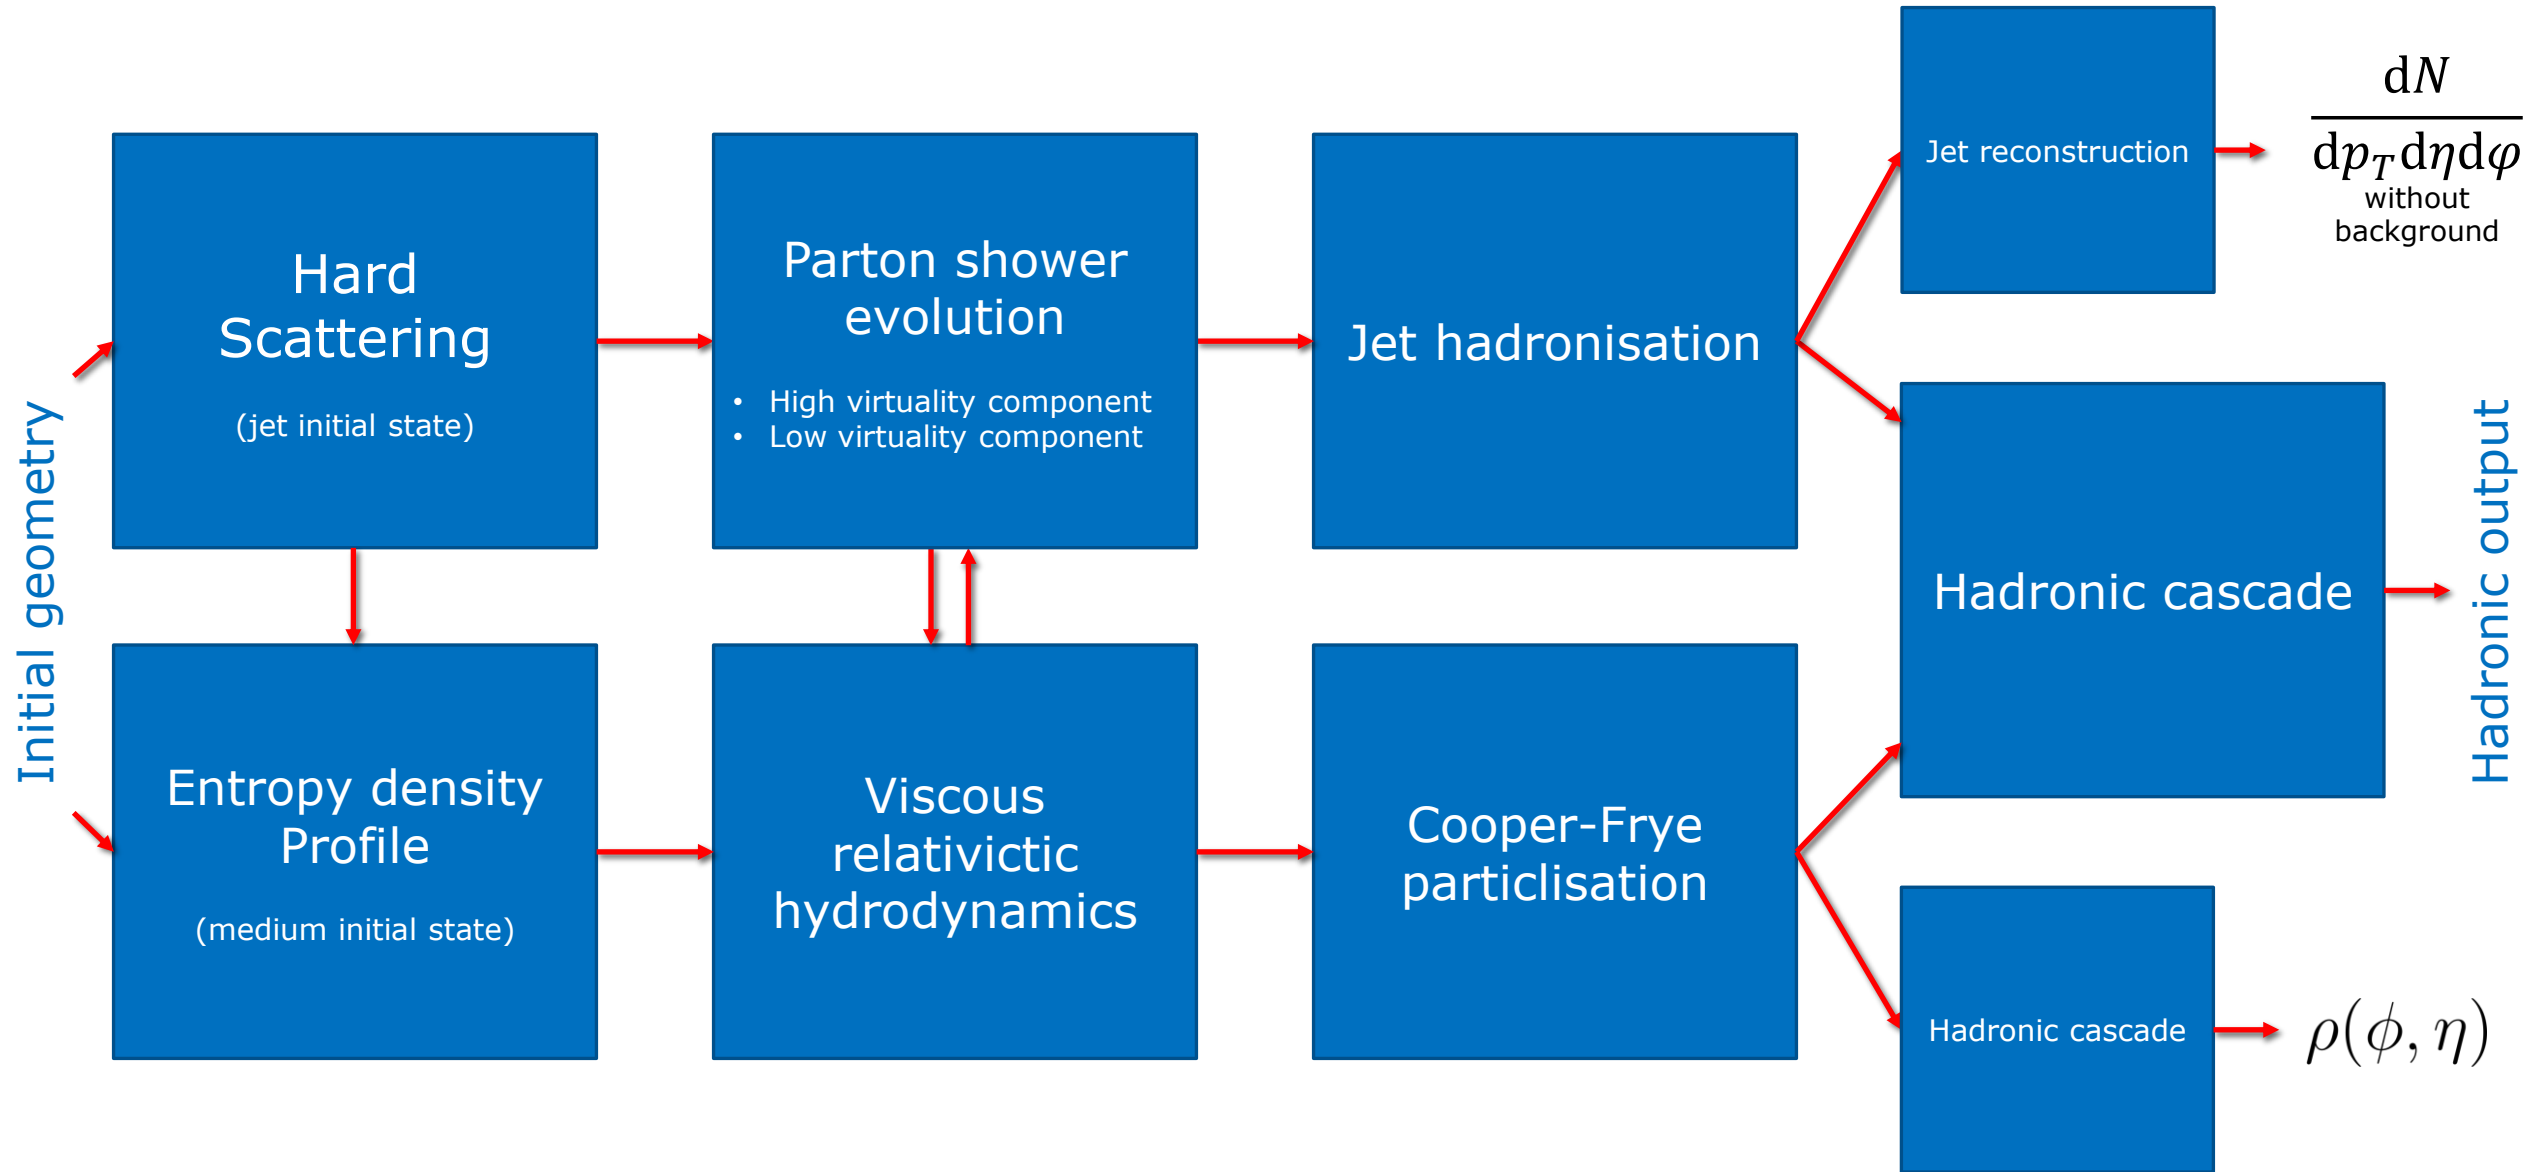 Initial geometry
Hard
Scattering
(jet initial state)
Parton shower
evolution
• High virtuality component
• Low virtuality component
Jet hadronisation
Jet reconstruction
dN
dp_T dηdφ
without
background
Hadronic cascade
Hadronic output
Entropy density
Profile
(medium initial state)
Viscous
relativictic
hydrodynamics
Cooper-Frye
particlisation
Hadronic cascade
ρ(ϕ, η)